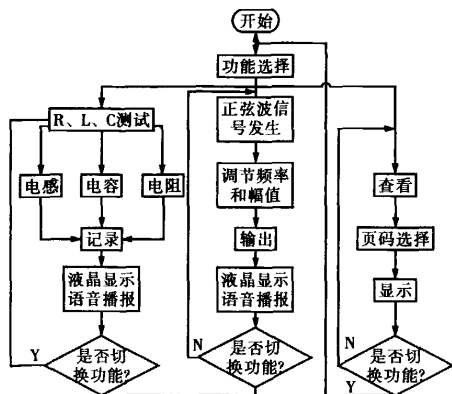 开始
功能选择
R、L、C测试
电感
电容
电阻
记录
液晶显示
语音播报
是否切
换功能?
Y
正弦波信
号发生
调节频率
和幅值
输出
液晶显示
语音播报
N
是否切
换功能?
查看
页码选择
显示
N
是否切
换功能?
Y